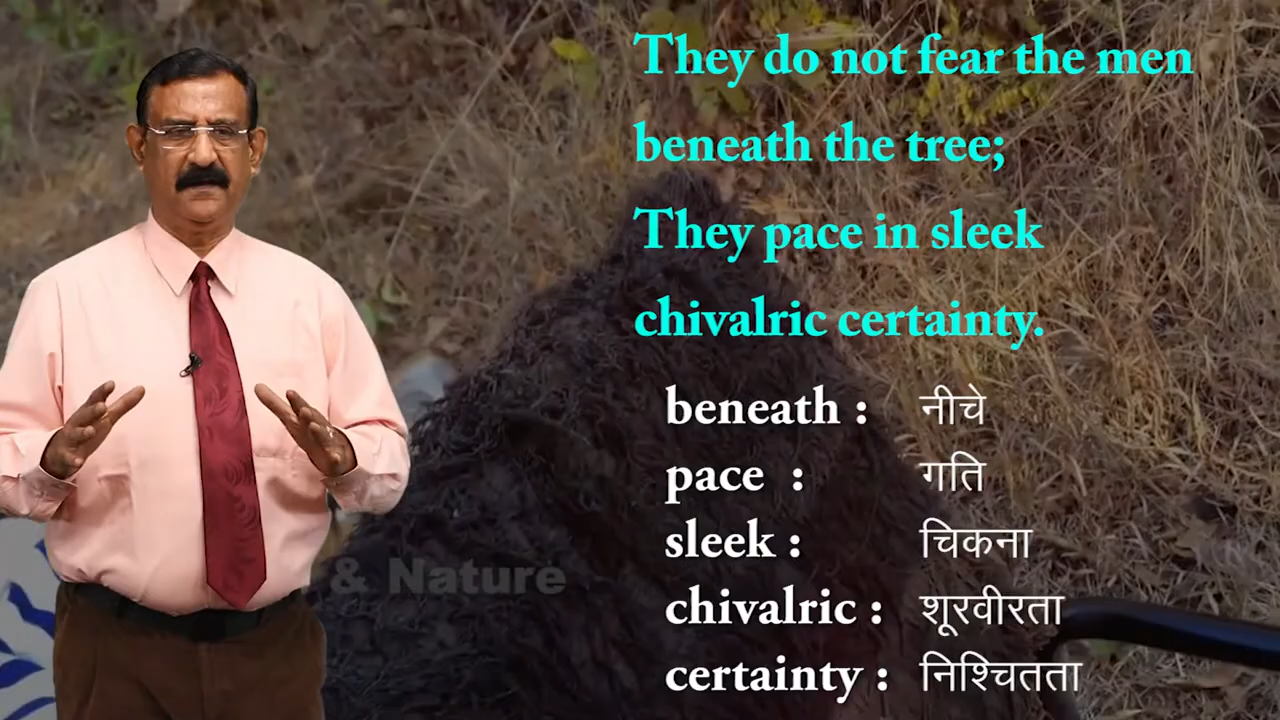 They do not fear the men
beneath the tree;
They pace in sleek
chivalric certainty.
beneath : नीचे
pace : गति
sleek : चिकना
chivalric : शूरवीरता
certainty : निश्चितता
& Nature